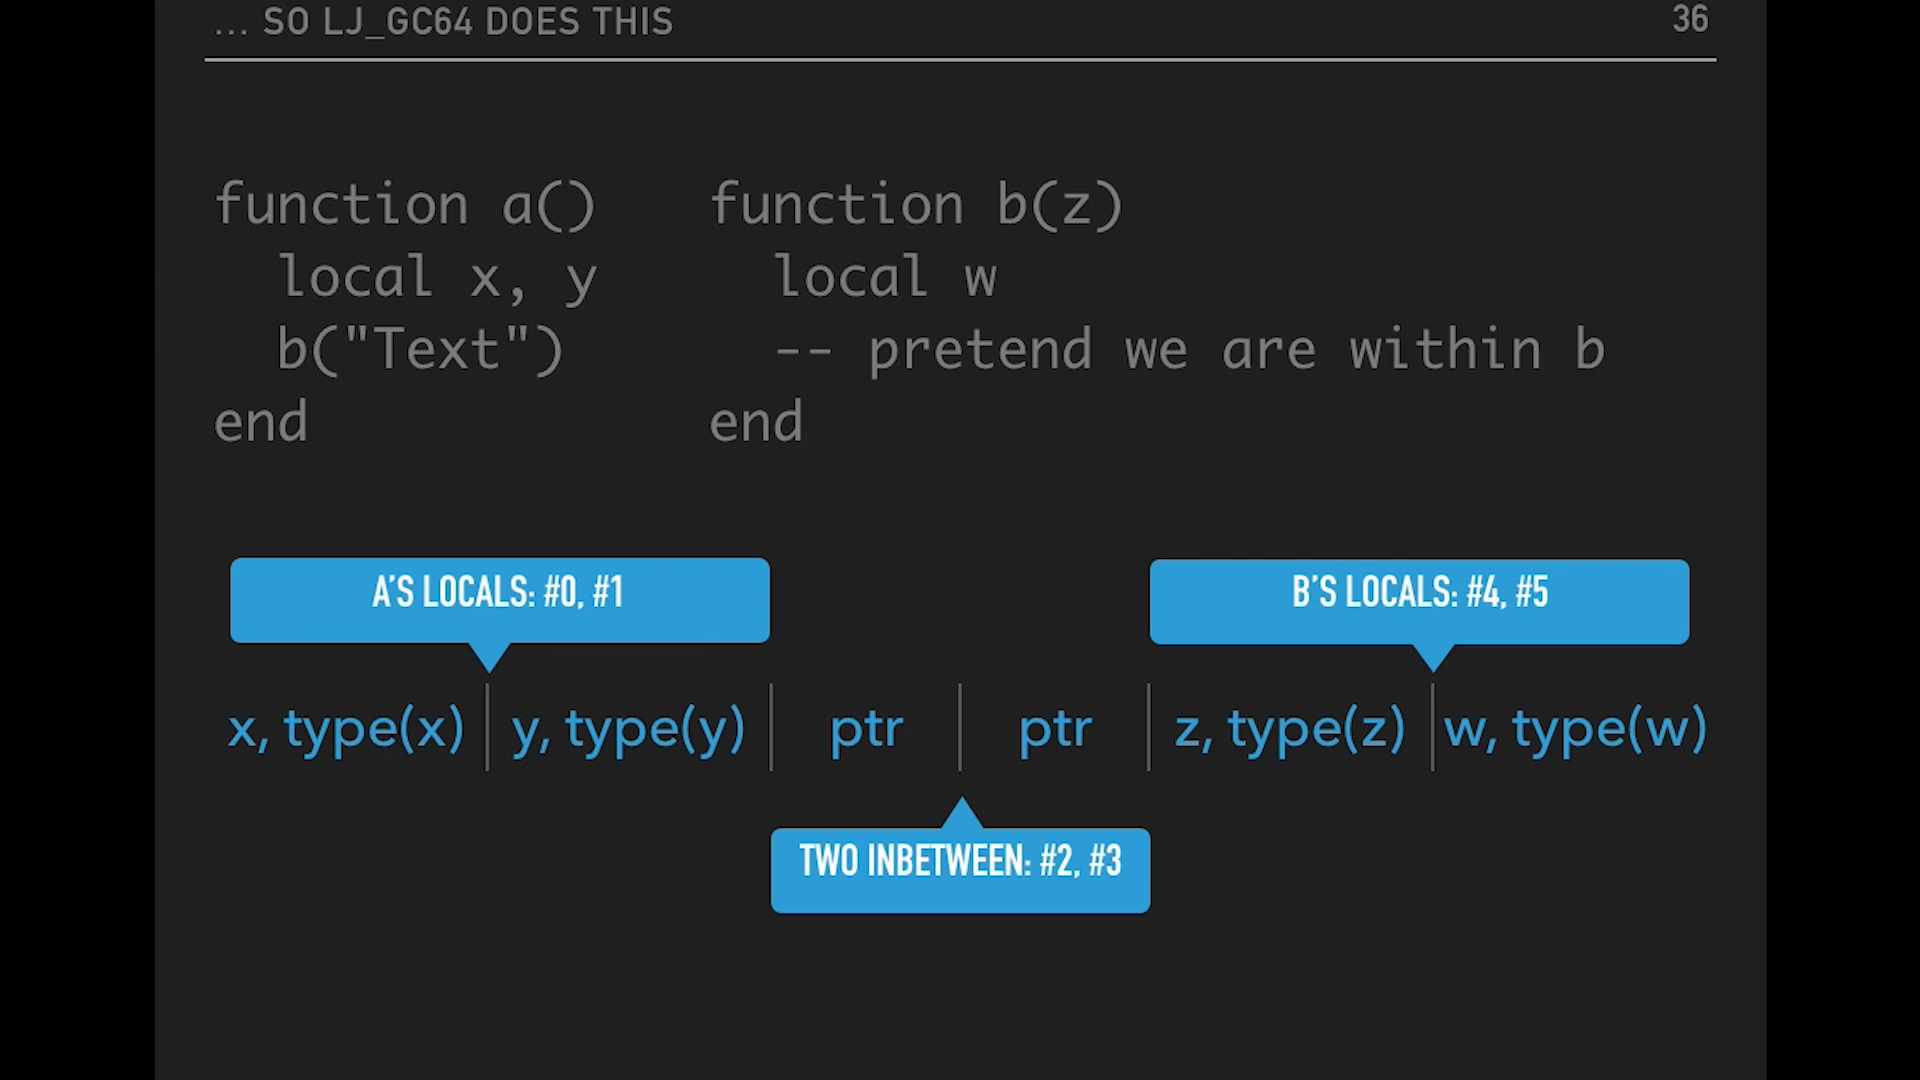 ... SO LJ_GC64 DOES THIS 36
function a() function b(z)
local x, y local w
b("Text") -- pretend we are within b
end end
A'S LOCALS: #0, #1 B'S LOCALS: #4, #5
x, type(x) y, type(y) ptr ptr z, type(z) w, type(w)
TWO INBETWEEN: #2, #3